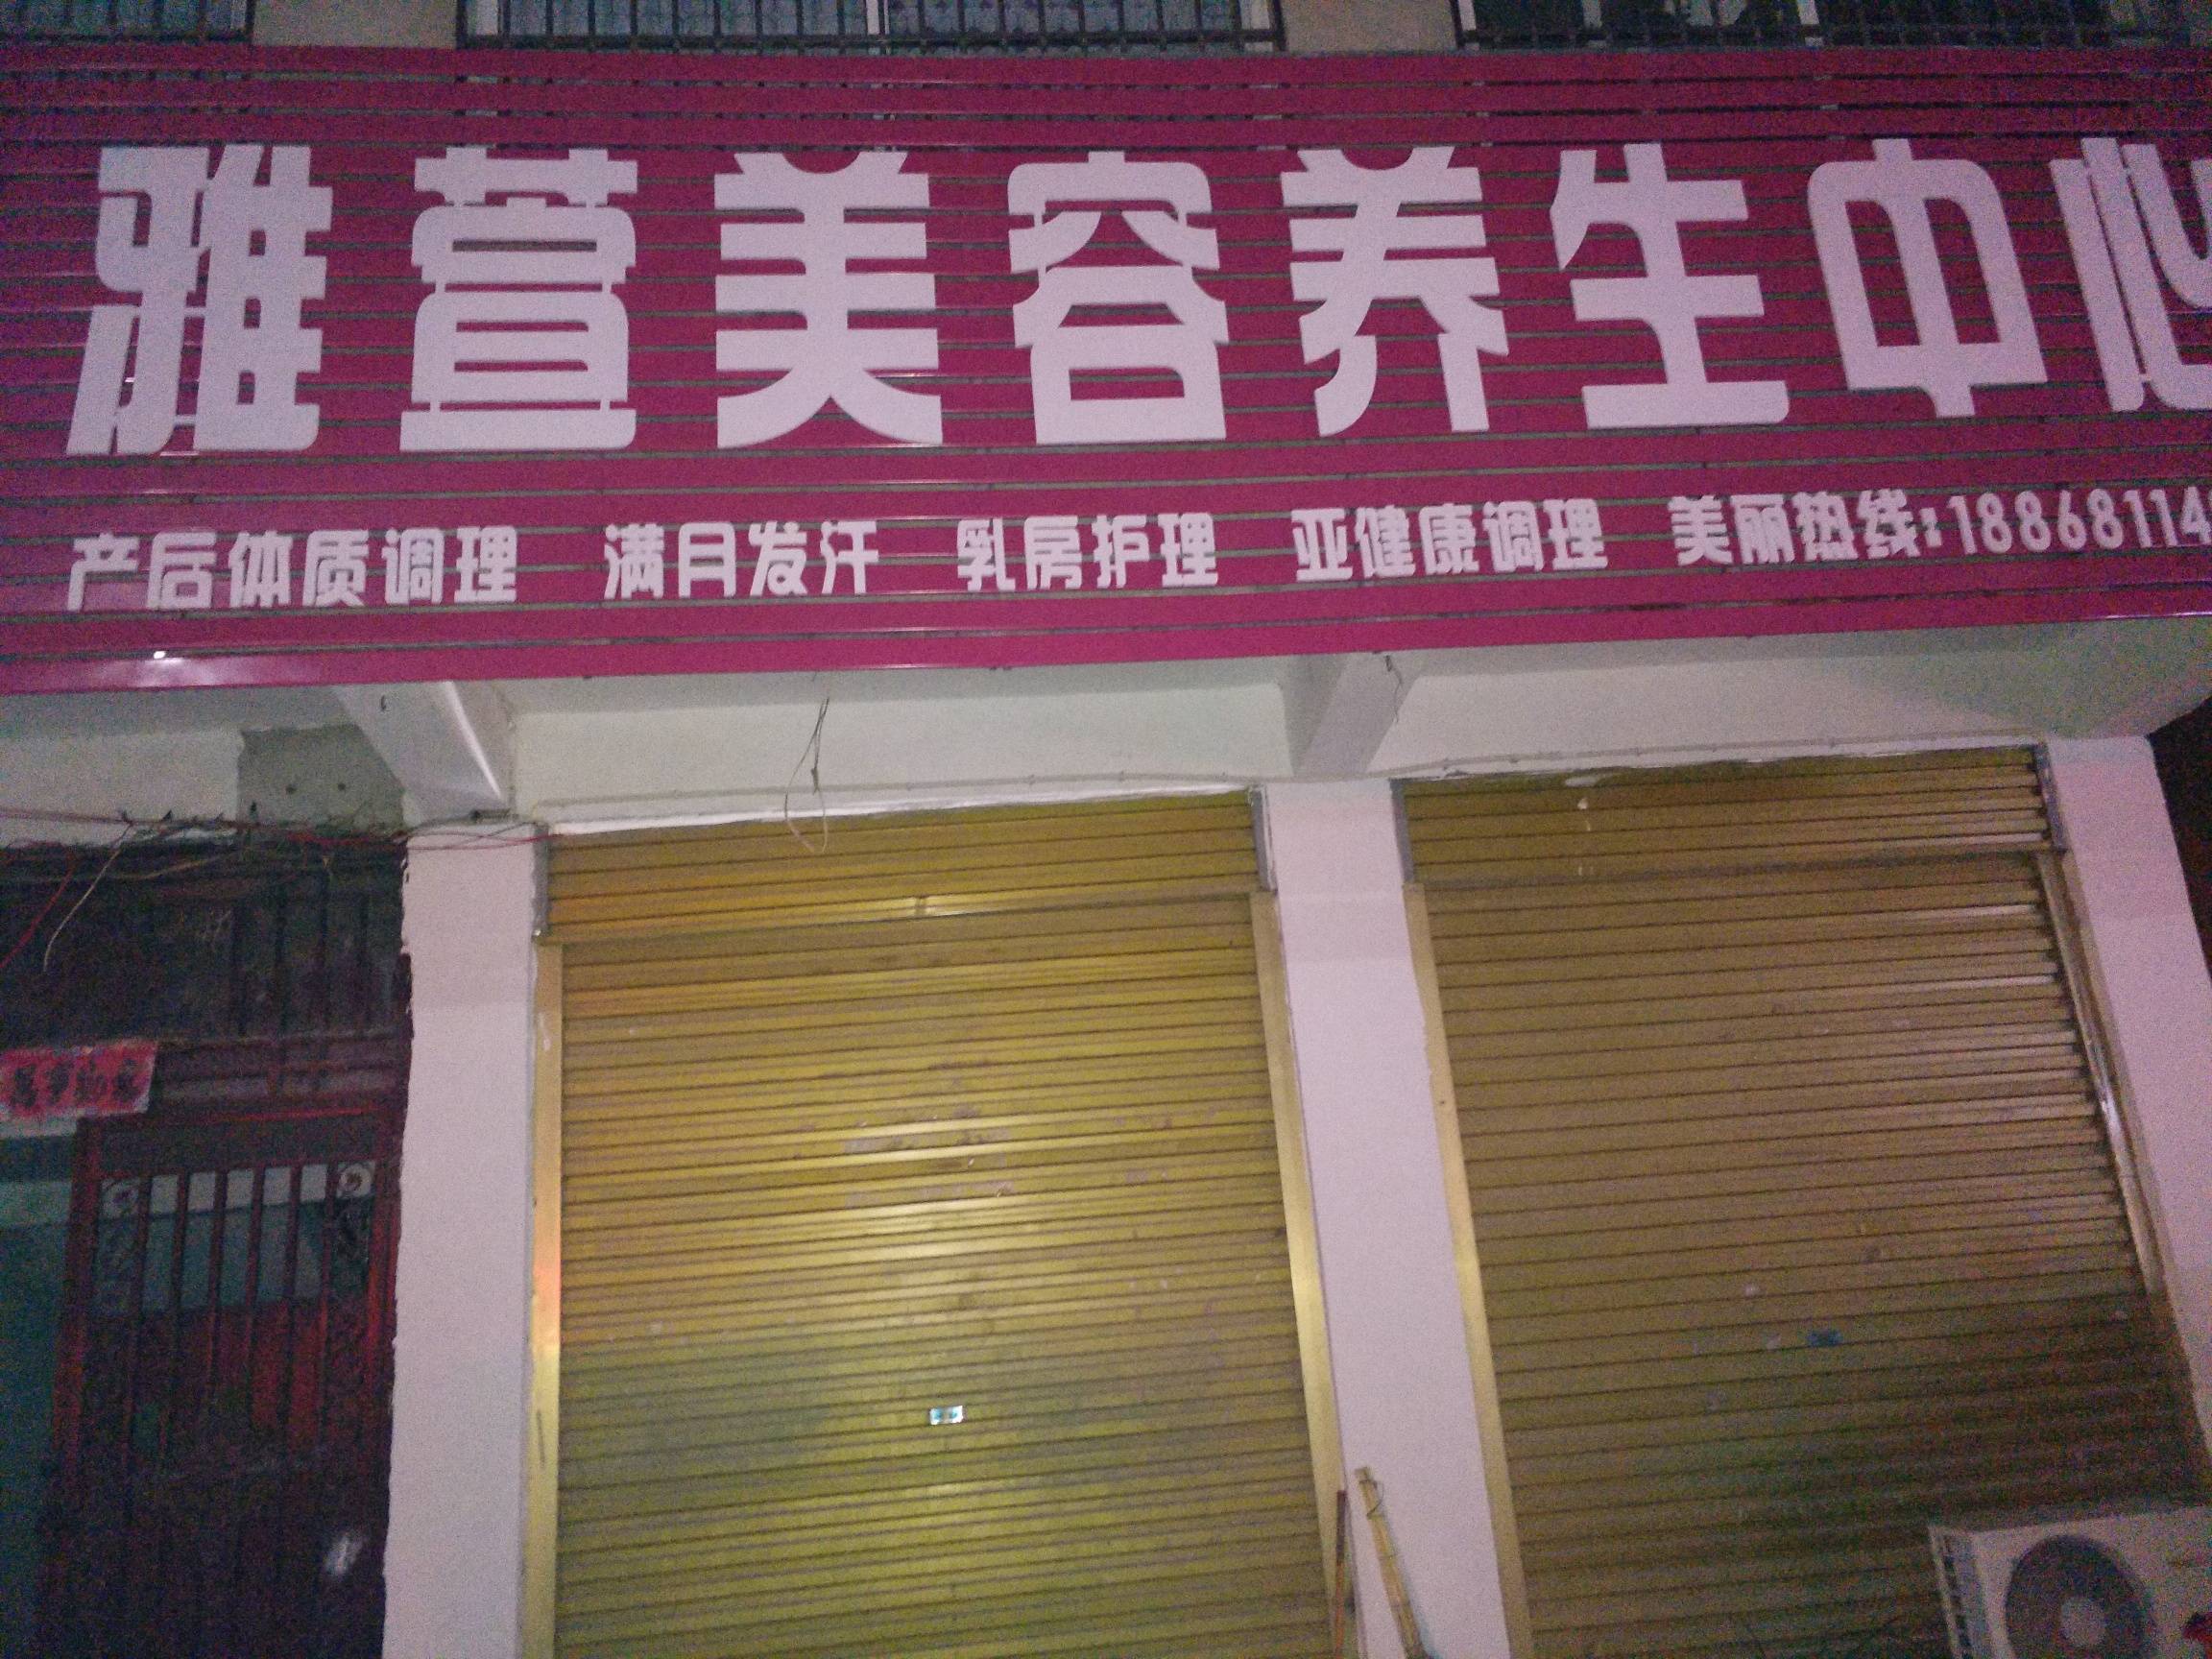 雅萱美容养生中心
产后体质调理 满月发汗 乳房护理 亚健康调理 美丽热线:18868114